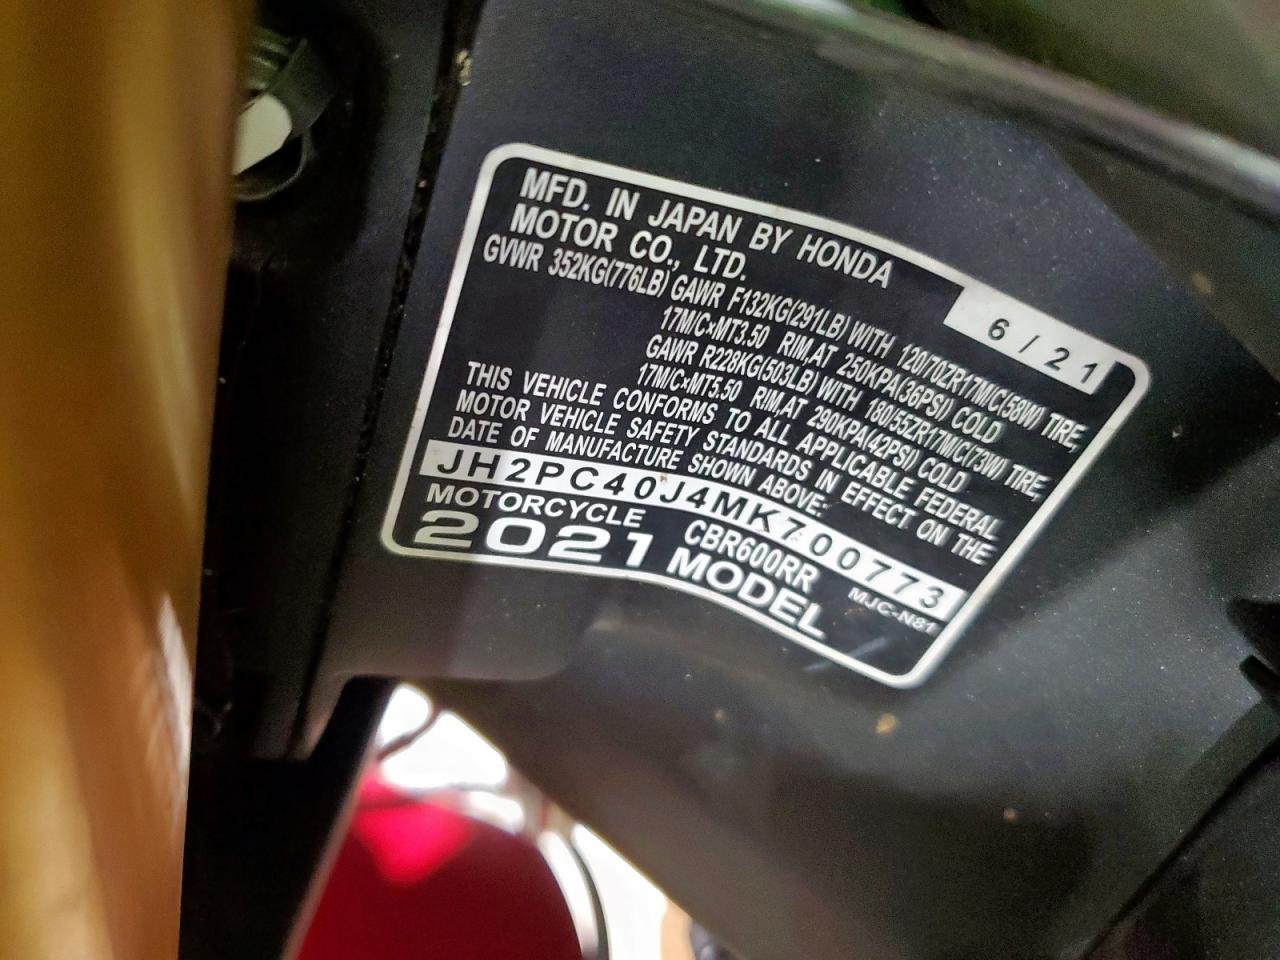 MFD. IN JAPAN BY HONDA
MOTOR CO., LTD.
6 / 21
GVWR 352KG(776LB) GAWR F132KG(291LB) WITH 120/70ZR17M/C(58W) TIRE,
17M/C×MT3.50 RIM,AT 250KPA(36PSI) COLD
GAWR R228KG(503LB) WITH 180/55ZR17M/C(73W) TIRE,
17M/C×MT5.50 RIM,AT 290KPA(42PSI) COLD
THIS VEHICLE CONFORMS TO ALL APPLICABLE FEDERAL
MOTOR VEHICLE SAFETY STANDARDS IN EFFECT ON THE
DATE OF MANUFACTURE SHOWN ABOVE:
JH2PC40J4MK700773
MOTORCYCLE CBR600RR MJC-N81
2021 MODEL